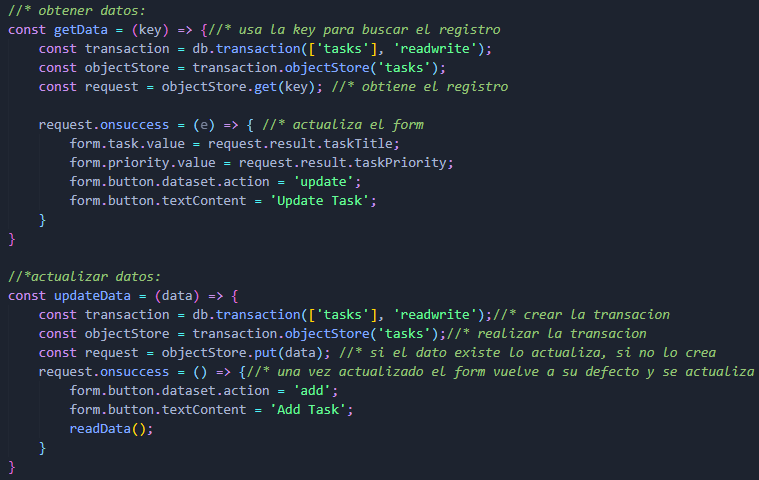 //* obtener datos:
const getData = (key) => {//* usa la key para buscar el registro
    const transaction = db.transaction(['tasks'], 'readwrite');
    const objectStore = transaction.objectStore('tasks');
    const request = objectStore.get(key); //* obtiene el registro

    request.onsuccess = (e) => { //* actualiza el form
        form.task.value = request.result.taskTitle;
        form.priority.value = request.result.taskPriority;
        form.button.dataset.action = 'update';
        form.button.textContent = 'Update Task';
    }
}

//*actualizar datos:
const updateData = (data) => {
    const transaction = db.transaction(['tasks'], 'readwrite');//* crear la transacion
    const objectStore = transaction.objectStore('tasks');//* realizar la transacion
    const request = objectStore.put(data); //* si el dato existe lo actualiza, si no lo crea
    request.onsuccess = () => {//* una vez actualizado el form vuelve a su defecto y se actualiza
        form.button.dataset.action = 'add';
        form.button.textContent = 'Add Task';
        readData();
    }
}